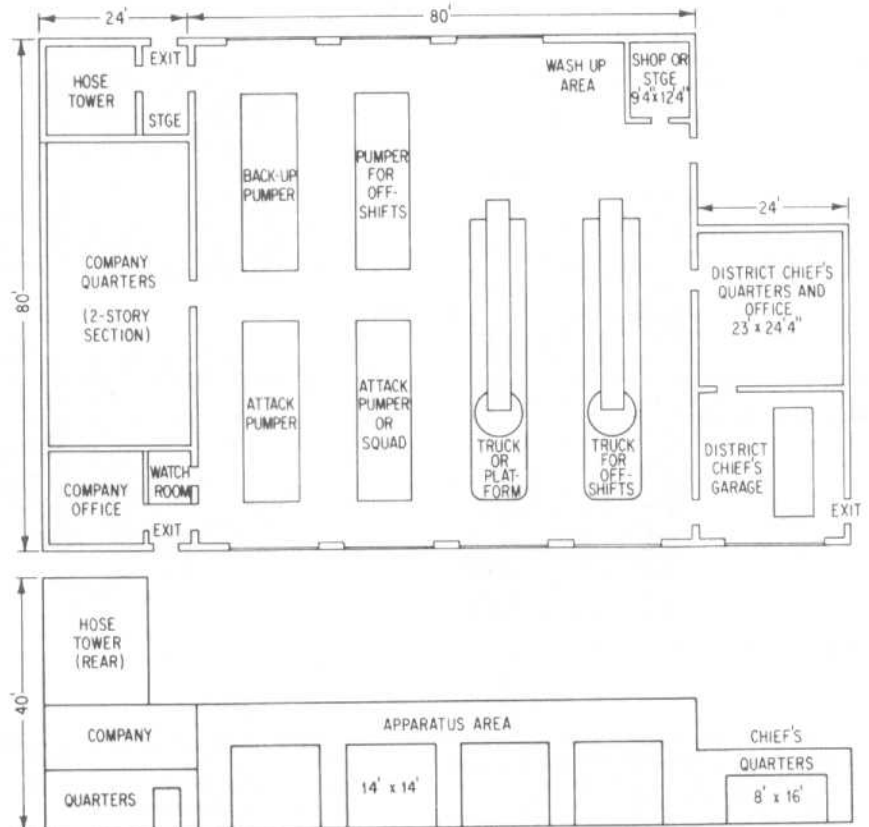 24'
80'
EXIT
HOSE
TOWER
STGE
WASH UP
AREA
SHOP OR
STGE
9'4"x12'4"
BACK-UP
PUMPER
PUMPER
FOR
OFF-
SHIFTS
24'
80'
COMPANY
QUARTERS
(2-STORY
SECTION)
DISTRICT CHIEF'S
QUARTERS AND
OFFICE
23' x 24'4"
ATTACK
PUMPER
ATTACK
PUMPER
OR
SQUAD
TRUCK
OR
PLAT-
FORM
TRUCK
FOR
OFF-
SHIFTS
DISTRICT
CHIEF'S
GARAGE
COMPANY
OFFICE
WATCH
ROOM
EXIT
EXIT
HOSE
TOWER
(REAR)
40'
COMPANY
QUARTERS
APPARATUS AREA
14' x 14'
CHIEF'S
QUARTERS
8' x 16'